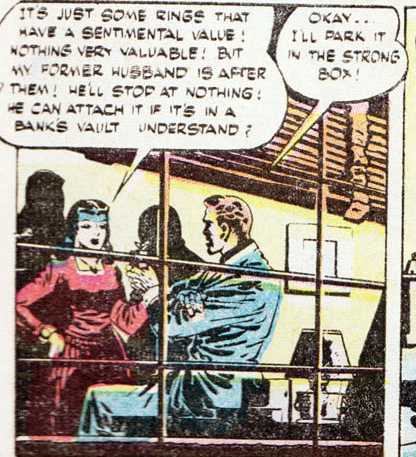 IT'S JUST SOME RINGS THAT
HAVE A SENTIMENTAL VALUE!
NOTHING VERY VALUABLE! BUT
MY FORMER HUSBAND IS AFTER
THEM! HE'LL STOP AT NOTHING!
HE CAN ATTACH IT IF IT'S IN A
BANK'S VAULT UNDERSTAND?
OKAY...
I'LL PARK IT
IN THE STRONG
BOX!